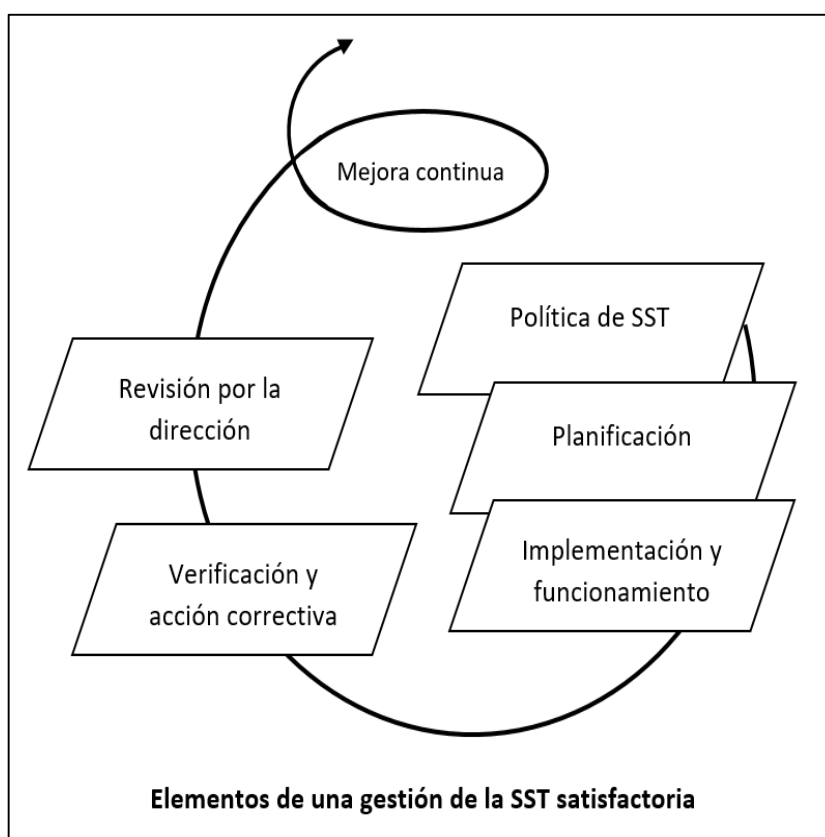 Mejora continua
Política de SST
Planificación
Implementación y
funcionamiento
Verificación y
acción correctiva
Revisión por la
dirección
Elementos de una gestión de la SST satisfactoria